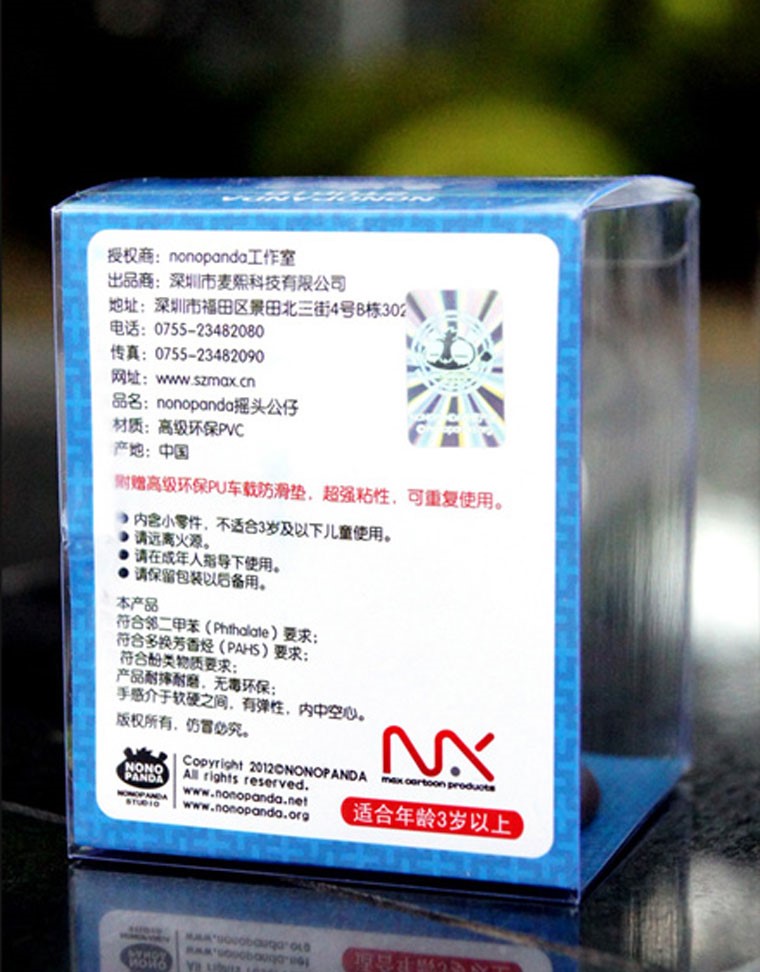 NONOPANDA
授权商：nonopanda工作室
出品商：深圳市麦熙科技有限公司
地址：深圳市福田区景田北三街4号B栋302
电话：0755-23482080
传真：0755-23482090
网址：www.szmax.cn
品名：nonopanda摇头公仔
材质：高级环保PVC
产地：中国
附赠高级环保PU车载防滑垫，超强粘性，可重复使用。
● 内含小零件，不适合3岁及以下儿童使用。
● 请远离火源。
● 请在成年人指导下使用。
● 请保留包装以后备用。
本产品
符合邻二甲苯（Phthalate）要求；
符合多换芳香烃（PAHS）要求；
符合酚类物质要求；
产品耐摔耐磨，无毒环保；
手感介于软硬之间，有弹性，内中空心。
版权所有，仿冒必究。
NONO
PANDA
NONOPANDA
STUDIO
Copyright 2012©NONOPANDA
All rights reserved.
www.nonopanda.net
www.nonopanda.org
MX
max cartoon products
适合年龄3岁以上